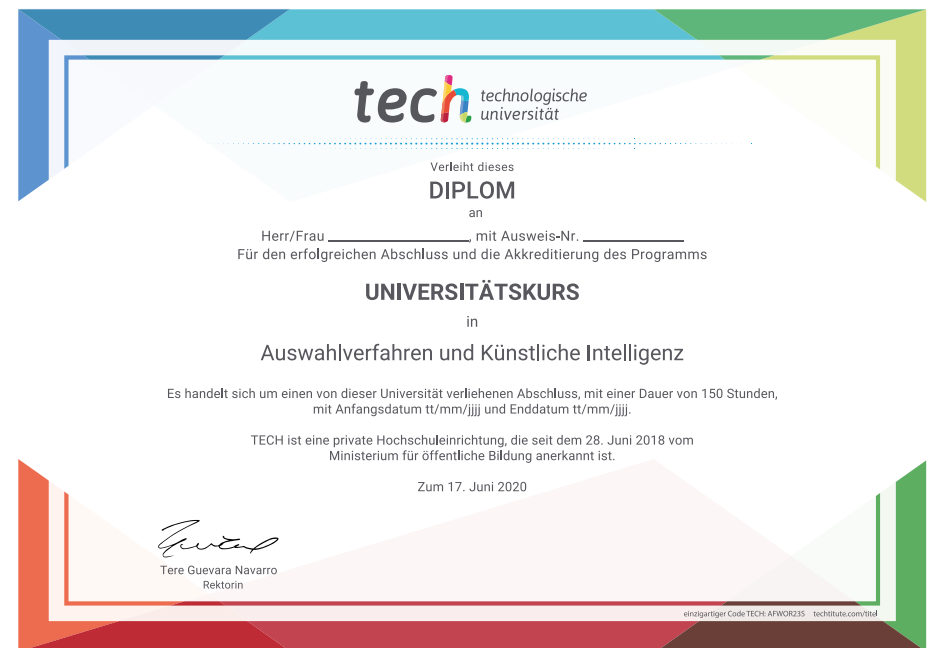 tech technologische
universität
Verleiht dieses
DIPLOM
an
Herr/Frau ____________________, mit Ausweis-Nr. ______________
Für den erfolgreichen Abschluss und die Akkreditierung des Programms
UNIVERSITÄTSKURS
in
Auswahlverfahren und Künstliche Intelligenz
Es handelt sich um einen von dieser Universität verliehenen Abschluss, mit einer Dauer von 150 Stunden,
mit Anfangsdatum tt/mm/jjjj und Enddatum tt/mm/jjjj.
TECH ist eine private Hochschuleinrichtung, die seit dem 28. Juni 2018 vom
Ministerium für öffentliche Bildung anerkannt ist.
Zum 17. Juni 2020
Tere Guevara Navarro
Rektorin
einzigartiger Code TECH: AFWOR23S techtitute.com/titel